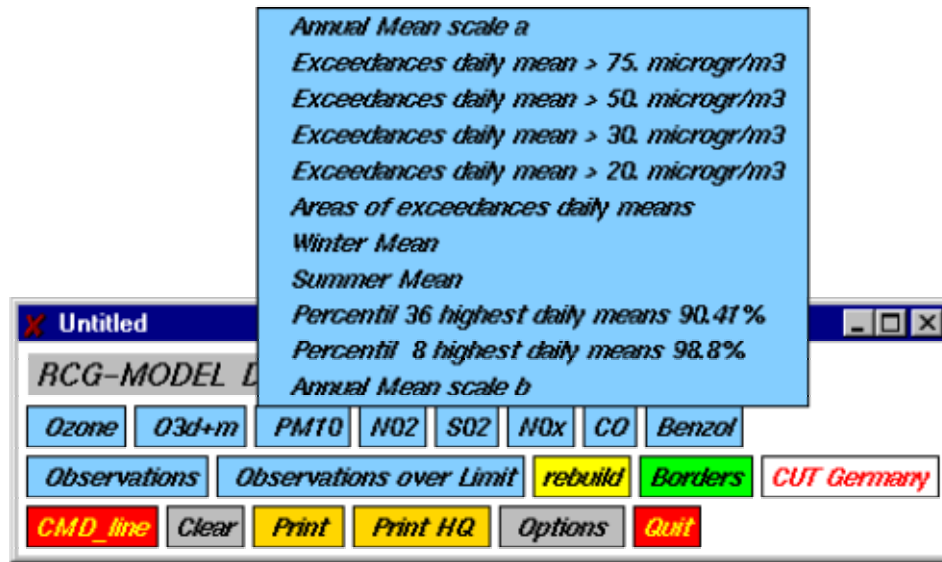 Annual Mean scale a
Exceedances daily mean > 75. microgr/m3
Exceedances daily mean > 50. microgr/m3
Exceedances daily mean > 30. microgr/m3
Exceedances daily mean > 20. microgr/m3
Areas of exceedances daily means
Winter Mean
Summer Mean
Percentil 36 highest daily means 90.41%
Percentil 8 highest daily means 98.8%
Annual Mean scale b
Untitled
RCG-MODEL
Ozone O3d+m PM10 NO2 SO2 NOx CO Benzol
Observations Observations over Limit rebuild Borders CUT Germany
CMD_line Clear Print Print HQ Options Quit